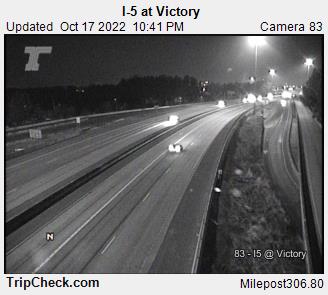 I-5 at Victory
Updated Oct 17 2022 10:41 PM Camera 83
T
N
83 - I5 @ Victory
TripCheck.com Milepost306.80